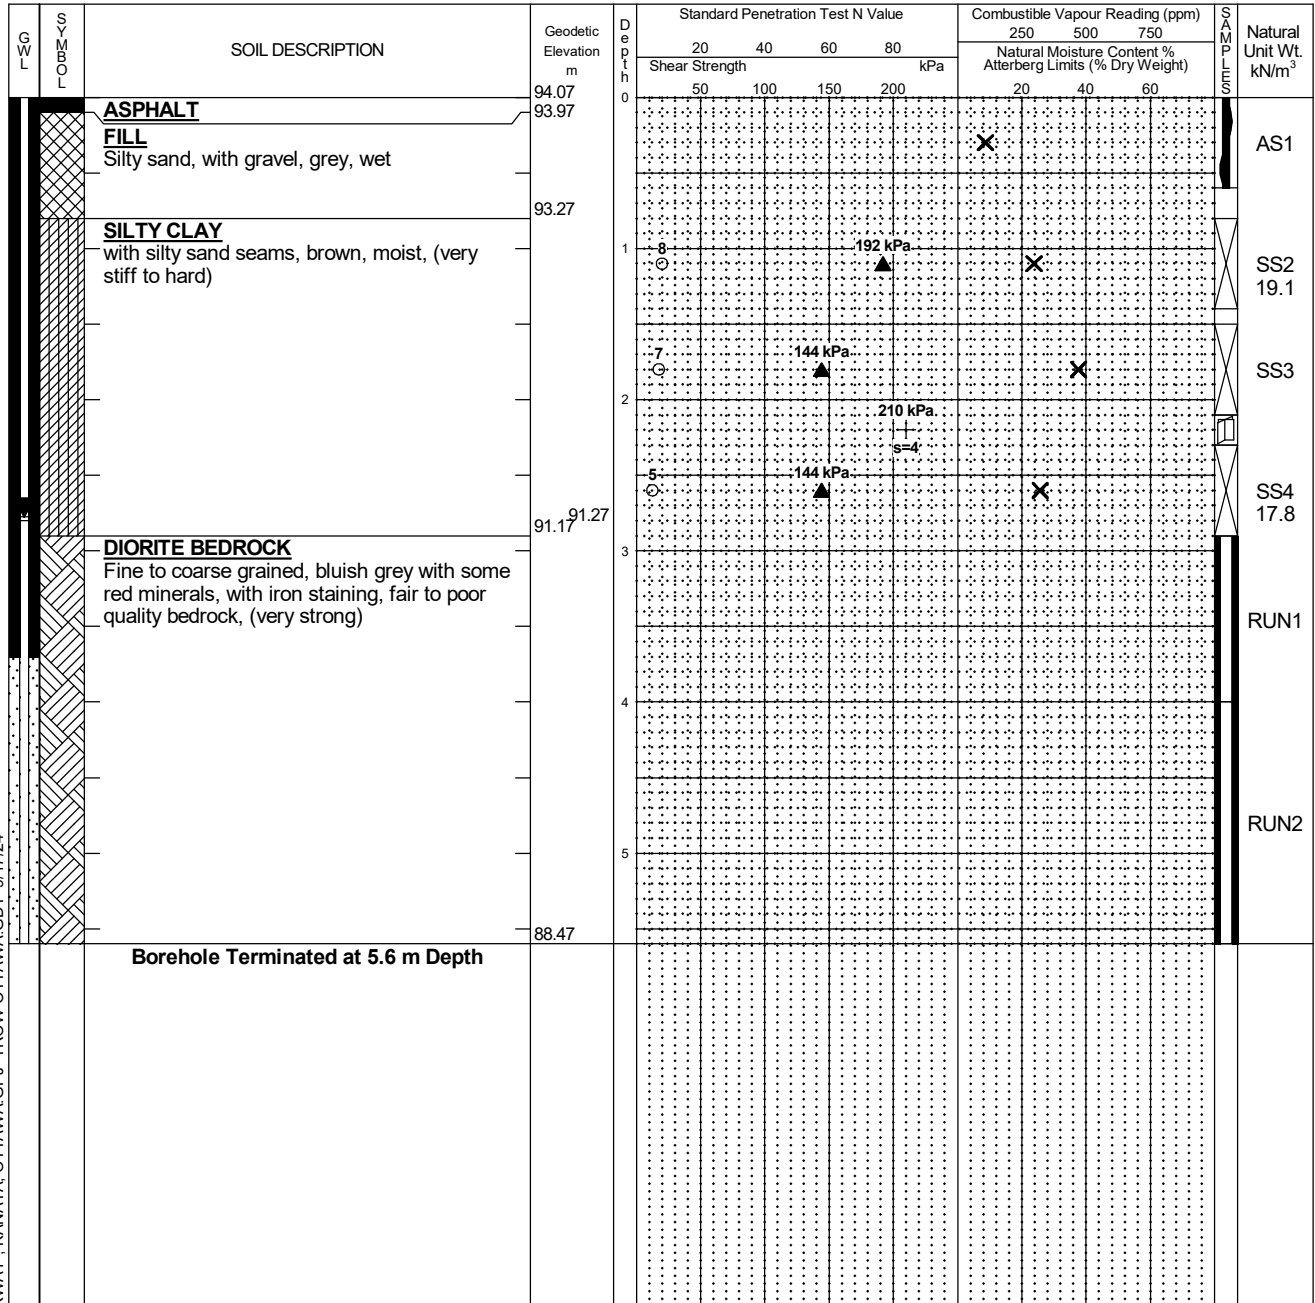 GWL
SYMBOL
SOIL DESCRIPTION
Geodetic
Elevation
m
Depth
Standard Penetration Test N Value
20 40 60 80
Shear Strength kPa
50 100 150 200
Combustible Vapour Reading (ppm)
250 500 750
Natural Moisture Content %
Atterberg Limits (% Dry Weight)
20 40 60
SAMPLES
Natural
Unit Wt.
kN/m³
94.07
0
ASPHALT
93.97
FILL
Silty sand, with gravel, grey, wet
AS1
93.27
SILTY CLAY
with silty sand seams, brown, moist, (very
stiff to hard)
1
8
192 kPa
SS2
19.1
7
144 kPa
SS3
2
210 kPa
s=4
5
144 kPa
SS4
17.8
91.27
91.17
DIORITE BEDROCK
Fine to coarse grained, bluish grey with some
red minerals, with iron staining, fair to poor
quality bedrock, (very strong)
3
RUN1
4
RUN2
5
88.47
Borehole Terminated at 5.6 m Depth